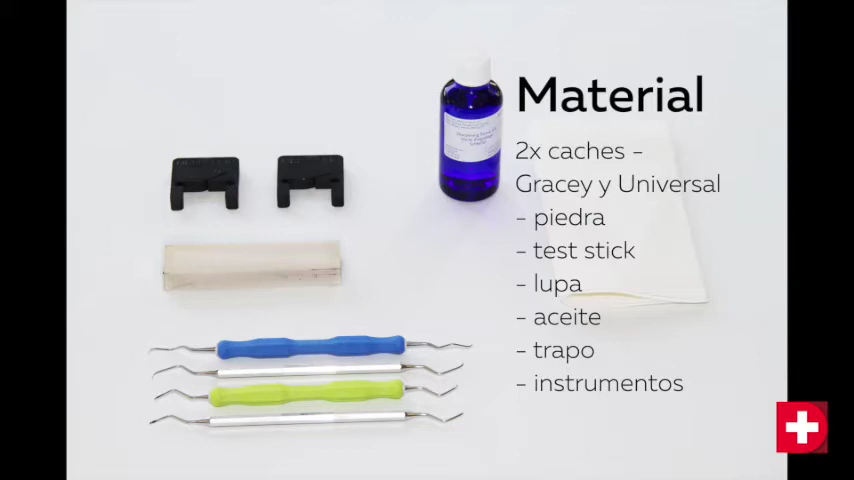 Material
2x caches -
Gracey y Universal
- piedra
- test stick
- lupa
- aceite
- trapo
- instrumentos